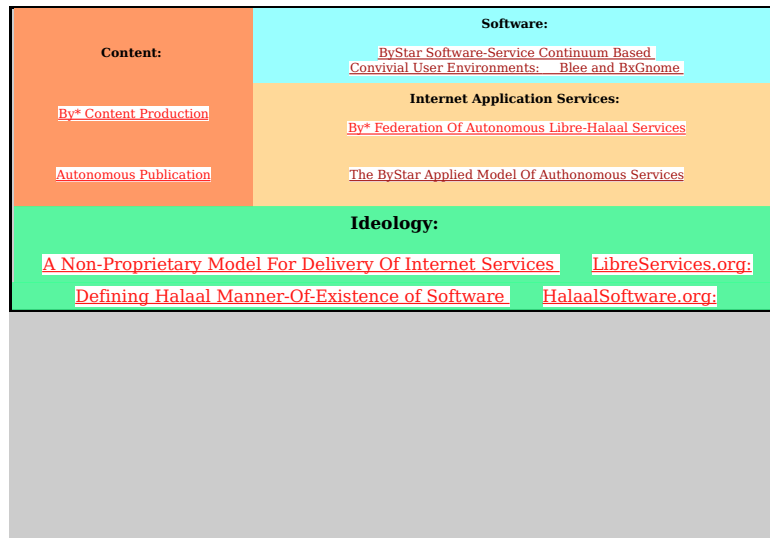 Content:
By* Content Production
Autonomous Publication
Software:
ByStar Software-Service Continuum Based
Convivial User Environments: Blee and BxGnome
Internet Application Services:
By* Federation Of Autonomous Libre-Halaal Services
The ByStar Applied Model Of Authonomous Services
Ideology:
A Non-Proprietary Model For Delivery Of Internet Services LibreServices.org:
Defining Halaal Manner-Of-Existence of Software HalaalSoftware.org: